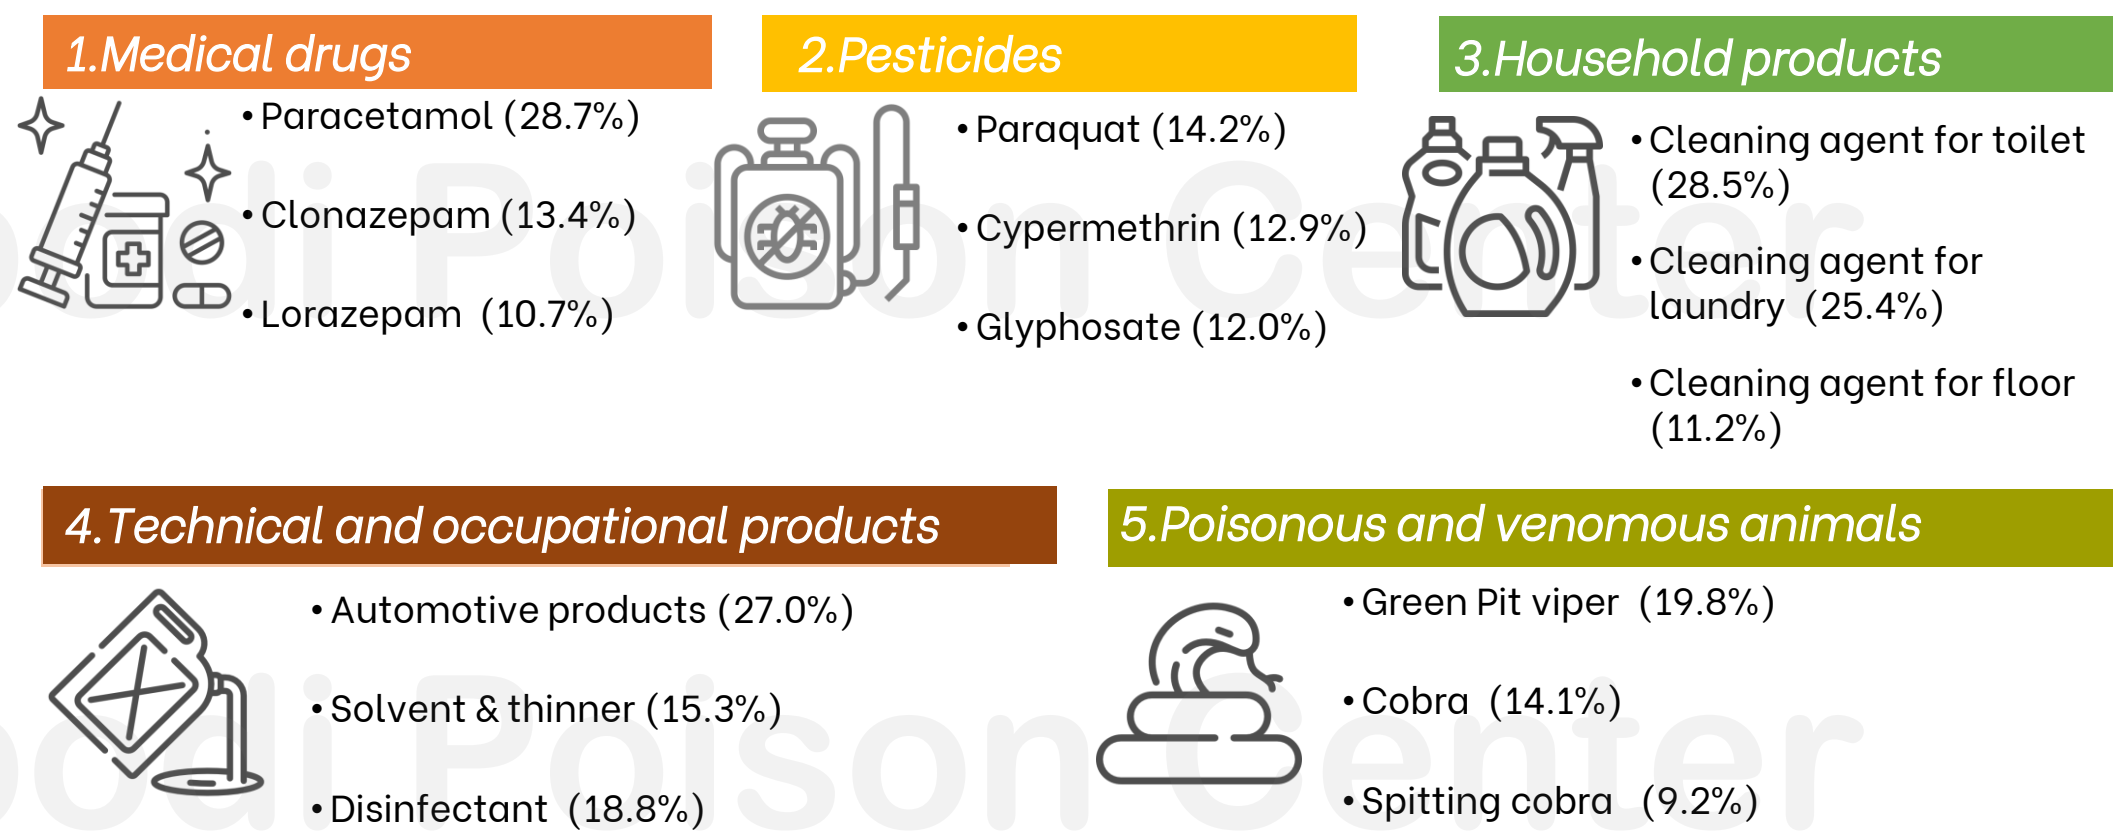 1.Medical drugs
• Paracetamol (28.7%)
• Clonazepam (13.4%)
• Lorazepam (10.7%)
2.Pesticides
• Paraquat (14.2%)
• Cypermethrin (12.9%)
• Glyphosate (12.0%)
3.Household products
• Cleaning agent for toilet
(28.5%)
• Cleaning agent for
laundry (25.4%)
• Cleaning agent for floor
(11.2%)
4.Technical and occupational products
• Automotive products (27.0%)
• Solvent & thinner (15.3%)
• Disinfectant (18.8%)
5.Poisonous and venomous animals
• Green Pit viper (19.8%)
• Cobra (14.1%)
• Spitting cobra (9.2%)
Poison Center
Poison Center